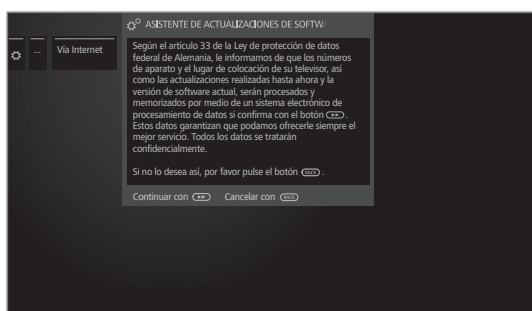 ASISTENTE DE ACTUALIZACIONES DE SOFTW
... Vía Internet
Según el artículo 33 de la Ley de protección de datos
federal de Alemania, le informamos de que los números
de aparato y el lugar de colocación de su televisor, así
como las actualizaciones realizadas hasta ahora y la
versión de software actual, serán procesados y
memorizados por medio de un sistema electrónico de
procesamiento de datos si confirma con el botón .
Estos datos garantizan que podamos ofrecerle siempre el
mejor servicio. Todos los datos se tratarán
confidencialmente.
Si no lo desea así, por favor pulse el botón BACK .
Continuar con Cancelar con BACK